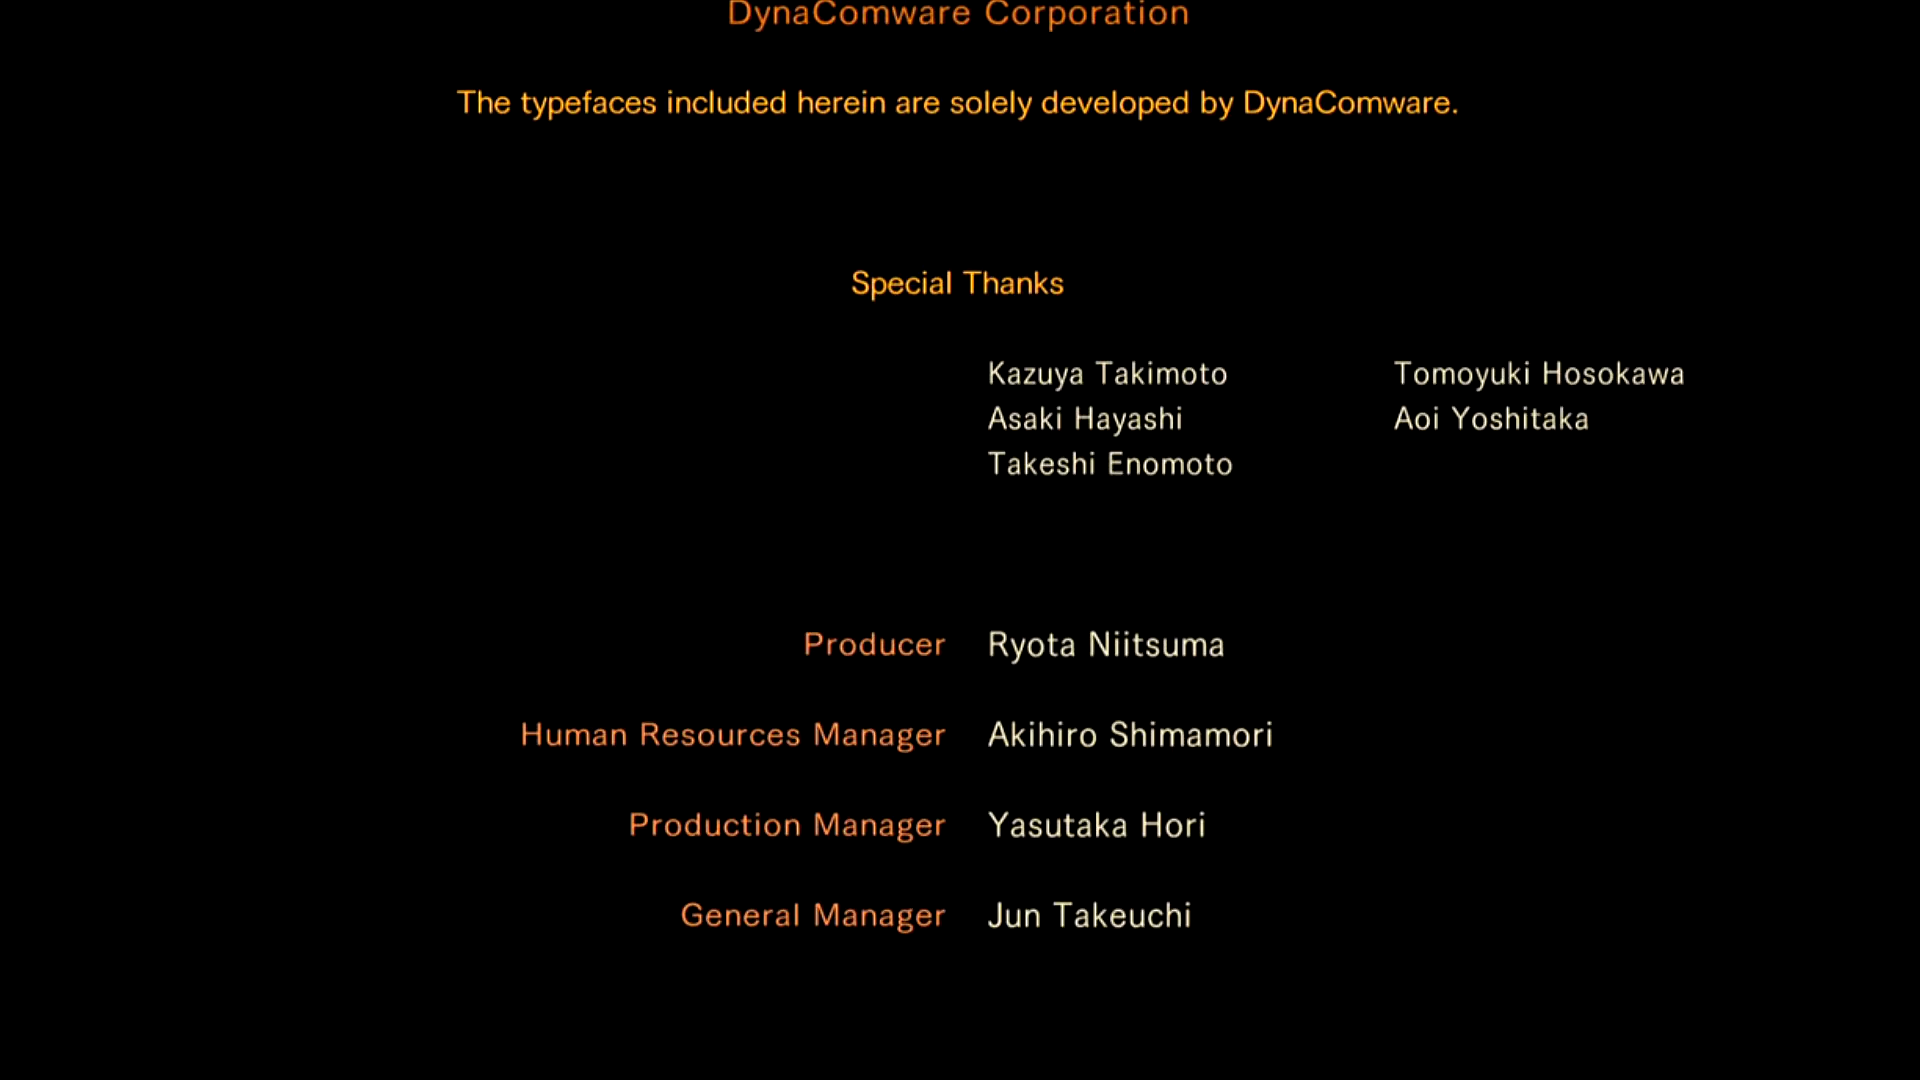 DynaComware Corporation
The typefaces included herein are solely developed by DynaComware.
Special Thanks
Kazuya Takimoto Tomoyuki Hosokawa
Asaki Hayashi Aoi Yoshitaka
Takeshi Enomoto
Producer Ryota Niitsuma
Human Resources Manager Akihiro Shimamori
Production Manager Yasutaka Hori
General Manager Jun Takeuchi